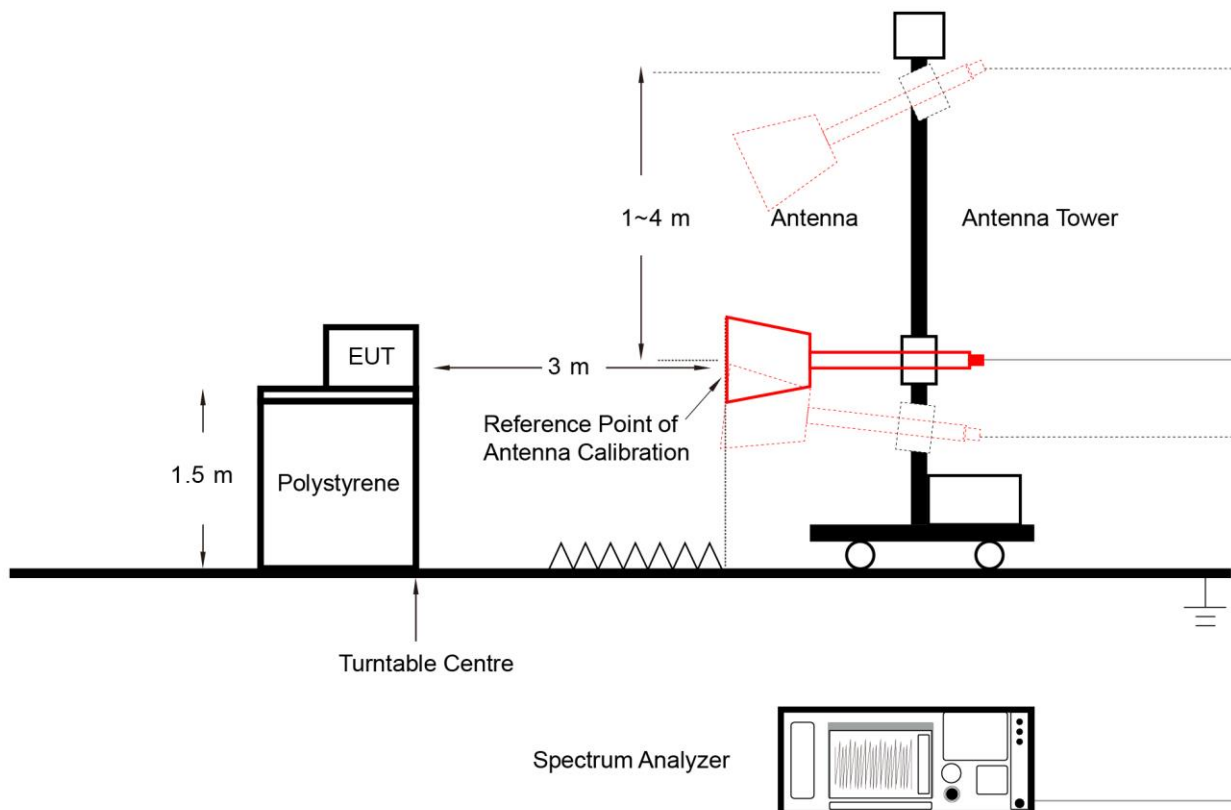 1~4 m
Antenna
Antenna Tower
EUT
3 m
Reference Point of
Antenna Calibration
1.5 m
Polystyrene
Turntable Centre
Spectrum Analyzer